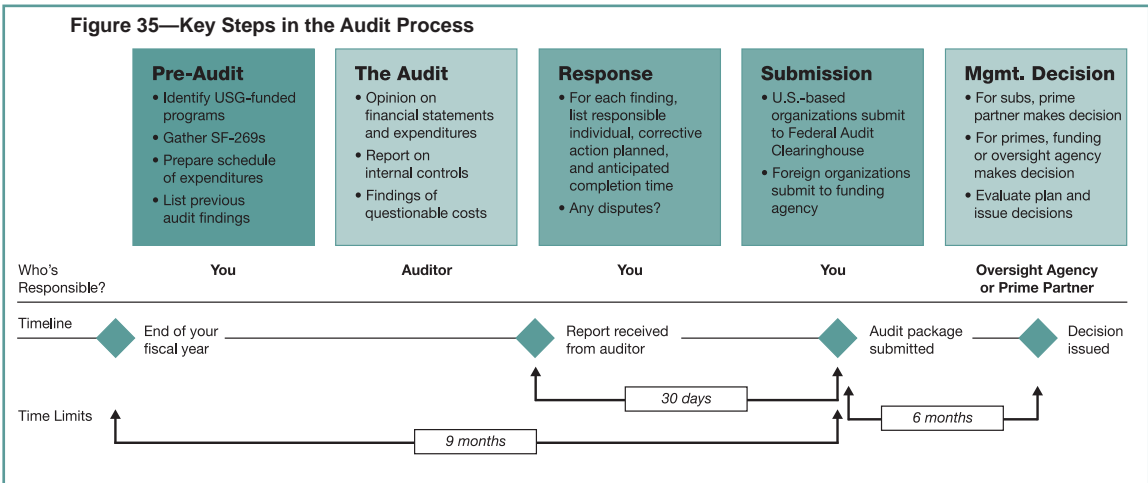 Figure 35—Key Steps in the Audit Process
Pre-Audit
• Identify USG-funded
programs
• Gather SF-269s
• Prepare schedule
of expenditures
• List previous
audit findings
The Audit
• Opinion on
financial statements
and expenditures
• Report on
internal controls
• Findings of
questionable costs
Response
• For each finding,
list responsible
individual, corrective
action planned,
and anticipated
completion time
• Any disputes?
Submission
• U.S.-based
organizations submit
to Federal Audit
Clearinghouse
• Foreign organizations
submit to funding
agency
Mgmt. Decision
• For subs, prime
partner makes decision
• For primes, funding
or oversight agency
makes decision
• Evaluate plan and
issue decisions
Who's
Responsible?
You
Auditor
You
You
Oversight Agency
or Prime Partner
Timeline
End of your
fiscal year
Report received
from auditor
Audit package
submitted
Decision
issued
Time Limits
30 days
6 months
9 months